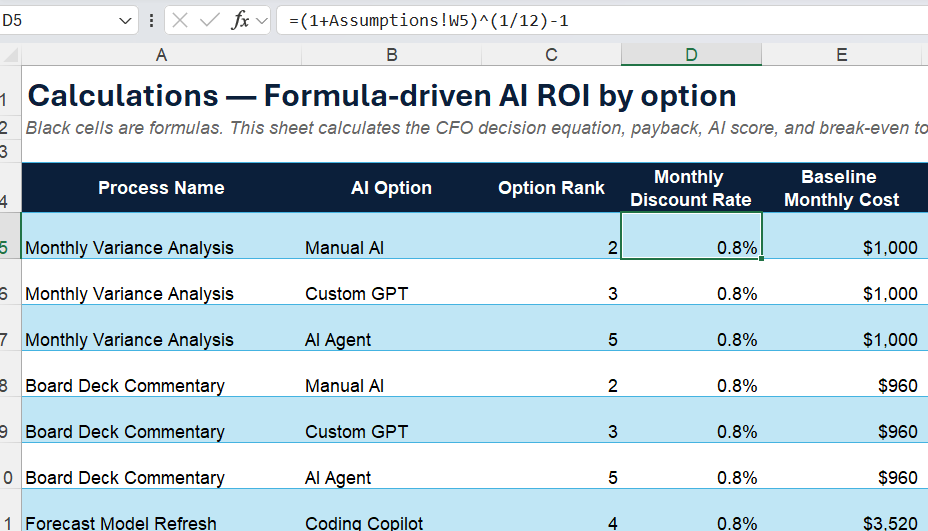 D5 fx =(1+Assumptions!W5)^(1/12)-1
A B C D E
1 Calculations — Formula-driven AI ROI by option
2 Black cells are formulas. This sheet calculates the CFO decision equation, payback, AI score, and break-even to
3
4 Process Name AI Option Option Rank Monthly Discount Rate Baseline Monthly Cost
5 Monthly Variance Analysis Manual AI 2 0.8% $1,000
6 Monthly Variance Analysis Custom GPT 3 0.8% $1,000
7 Monthly Variance Analysis AI Agent 5 0.8% $1,000
8 Board Deck Commentary Manual AI 2 0.8% $960
9 Board Deck Commentary Custom GPT 3 0.8% $960
0 Board Deck Commentary AI Agent 5 0.8% $960
1 Forecast Model Refresh Coding Copilot 4 0.8% $3,520